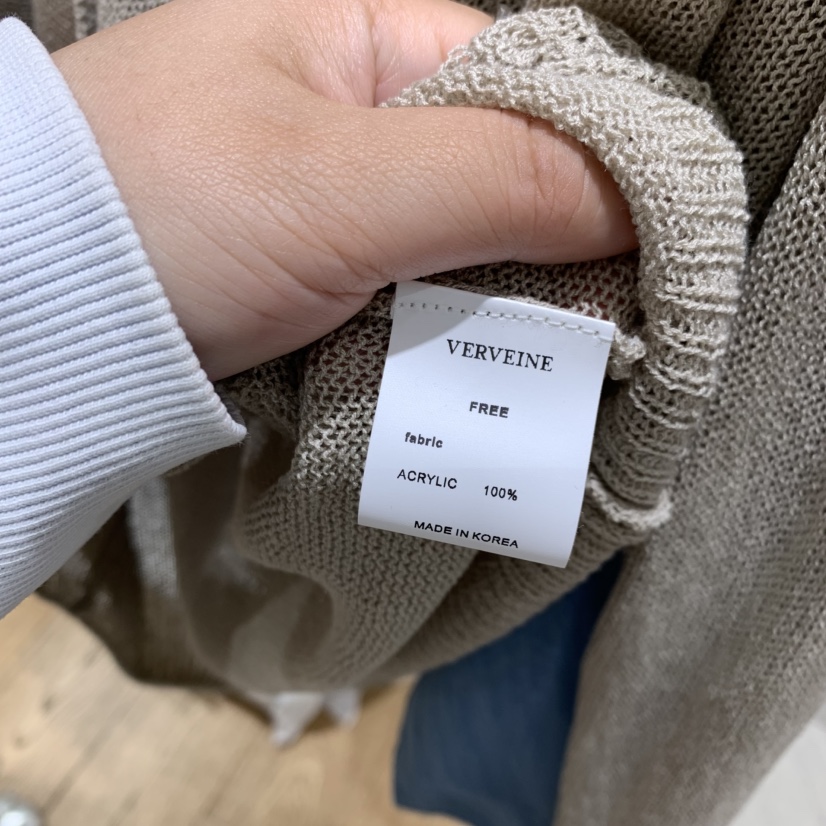 VERVEINE
FREE
fabric
ACRYLIC 100%
MADE IN KOREA